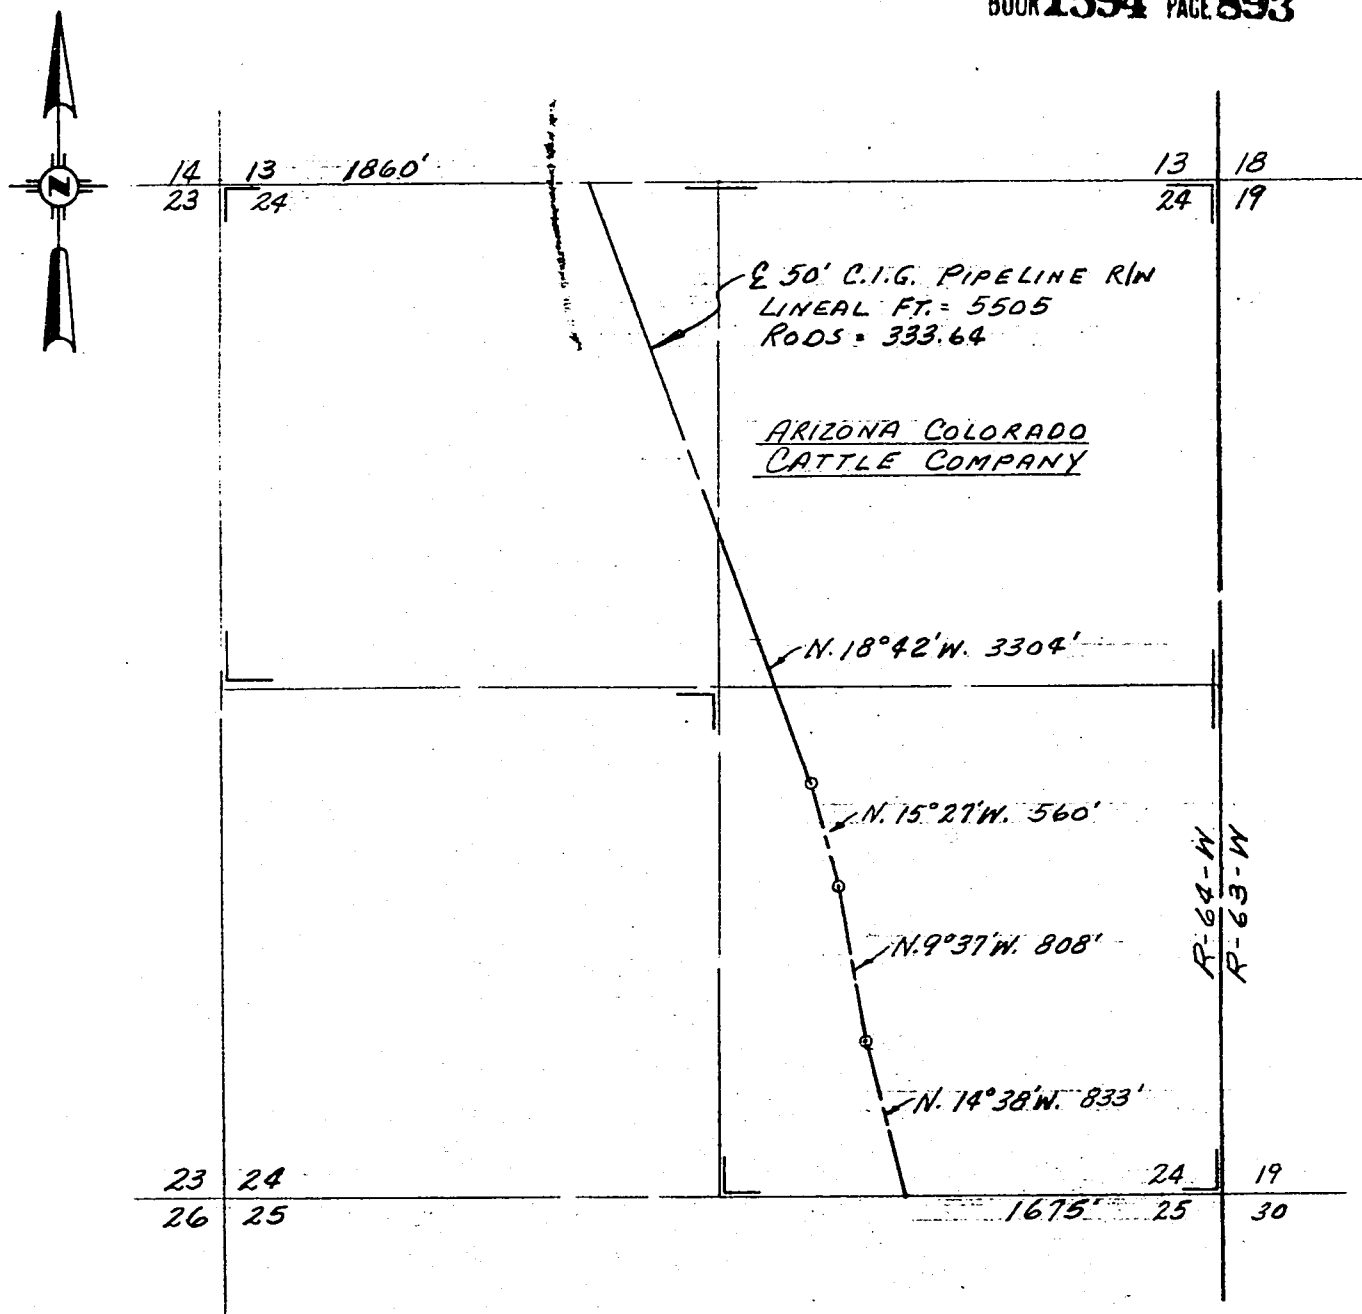 BOOK 1594 PAGE 893
N
14 13 1860' 13 18
23 24 24 19
℄ 50' C.I.G. PIPELINE R/W
LINEAL FT. = 5505
RODS = 333.64
ARIZONA COLORADO
CATTLE COMPANY
N. 18°42'W. 3304'
N. 15°27'W. 560'
R-64-W
R-63-W
N. 9°37'W. 808'
N. 14°38'W. 833'
23 24 24 19
26 25 1675' 25 30